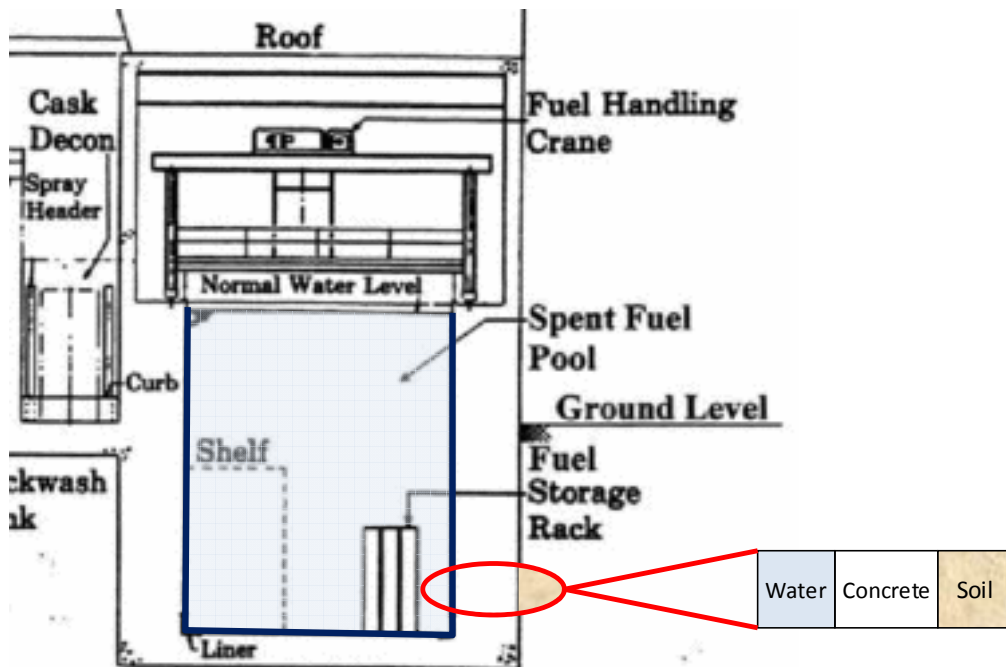 Roof
Cask
Decon
Spray
Header
Fuel Handling
Crane
Normal Water Level
Spent Fuel
Pool
Curb
Ground Level
Shelf
Fuel
Storage
Rack
ckwash
nk
Water
Concrete
Soil
Liner